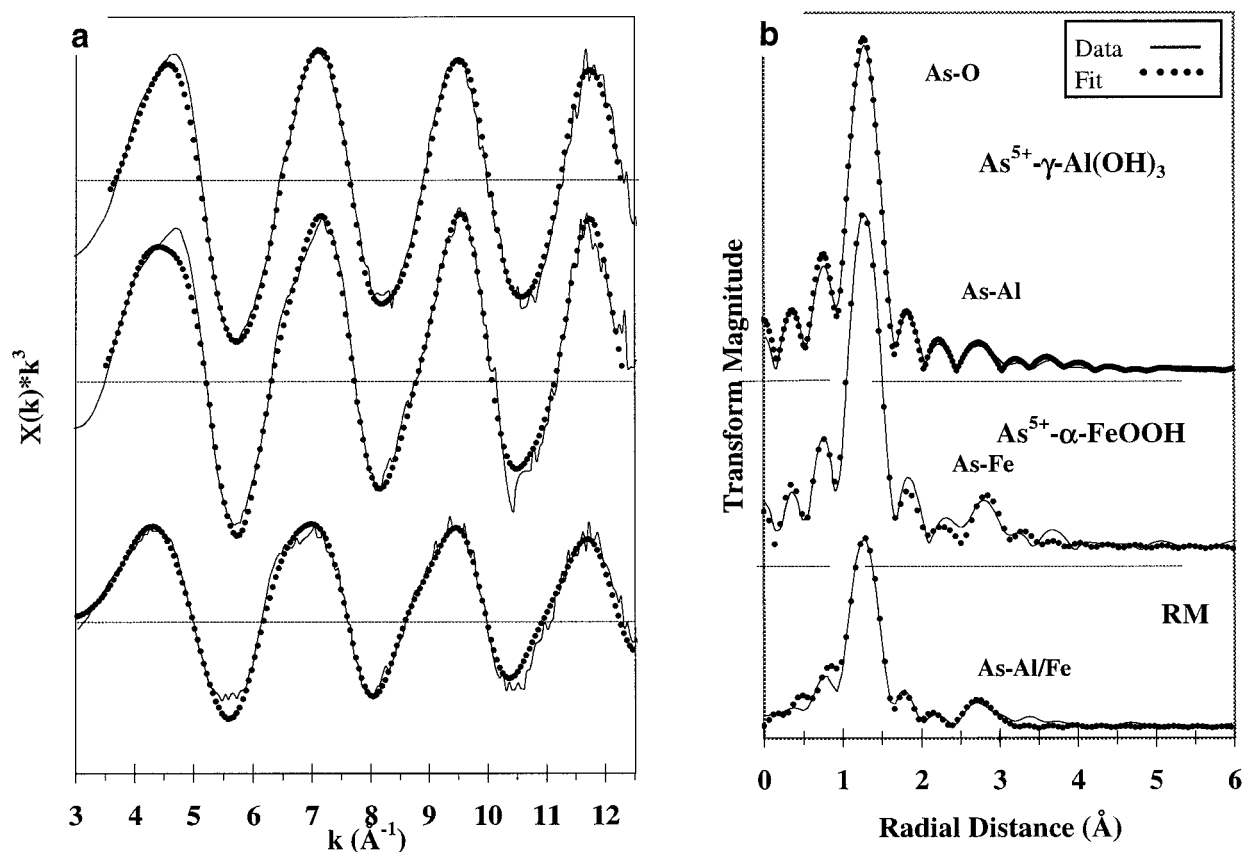 a
X(k)*k³
3 4 5 6 7 8 9 10 11 12
k (Å⁻¹)
b
Data
Fit
As-O
As⁵⁺-γ-Al(OH)₃
As-Al
As⁵⁺-α-FeOOH
As-Fe
RM
As-Al/Fe
Transform Magnitude
0 1 2 3 4 5 6
Radial Distance (Å)